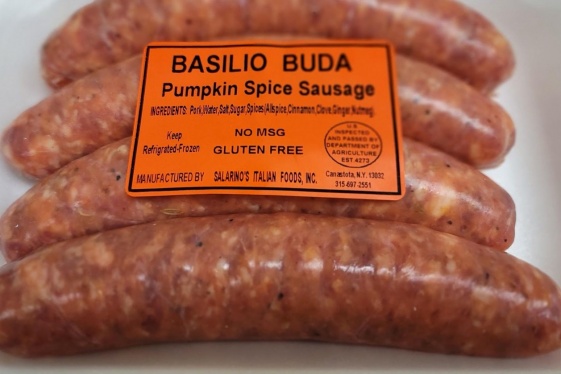 BASILIO BUDA
Pumpkin Spice Sausage
INGREDIENTS: Pork,Water,Salt,Sugar,Spices(Allspice,Cinnamon,Clove,Ginger,Nutmeg).
Keep
Refrigrated-Frozen
NO MSG
GLUTEN FREE
U.S.
INSPECTED
AND PASSED BY
DEPARTMENT OF
AGRICULTURE
EST.4273
MANUFACTURED BY SALARINO'S ITALIAN FOODS, INC.
Canastota, N.Y. 13032
315-697-2551